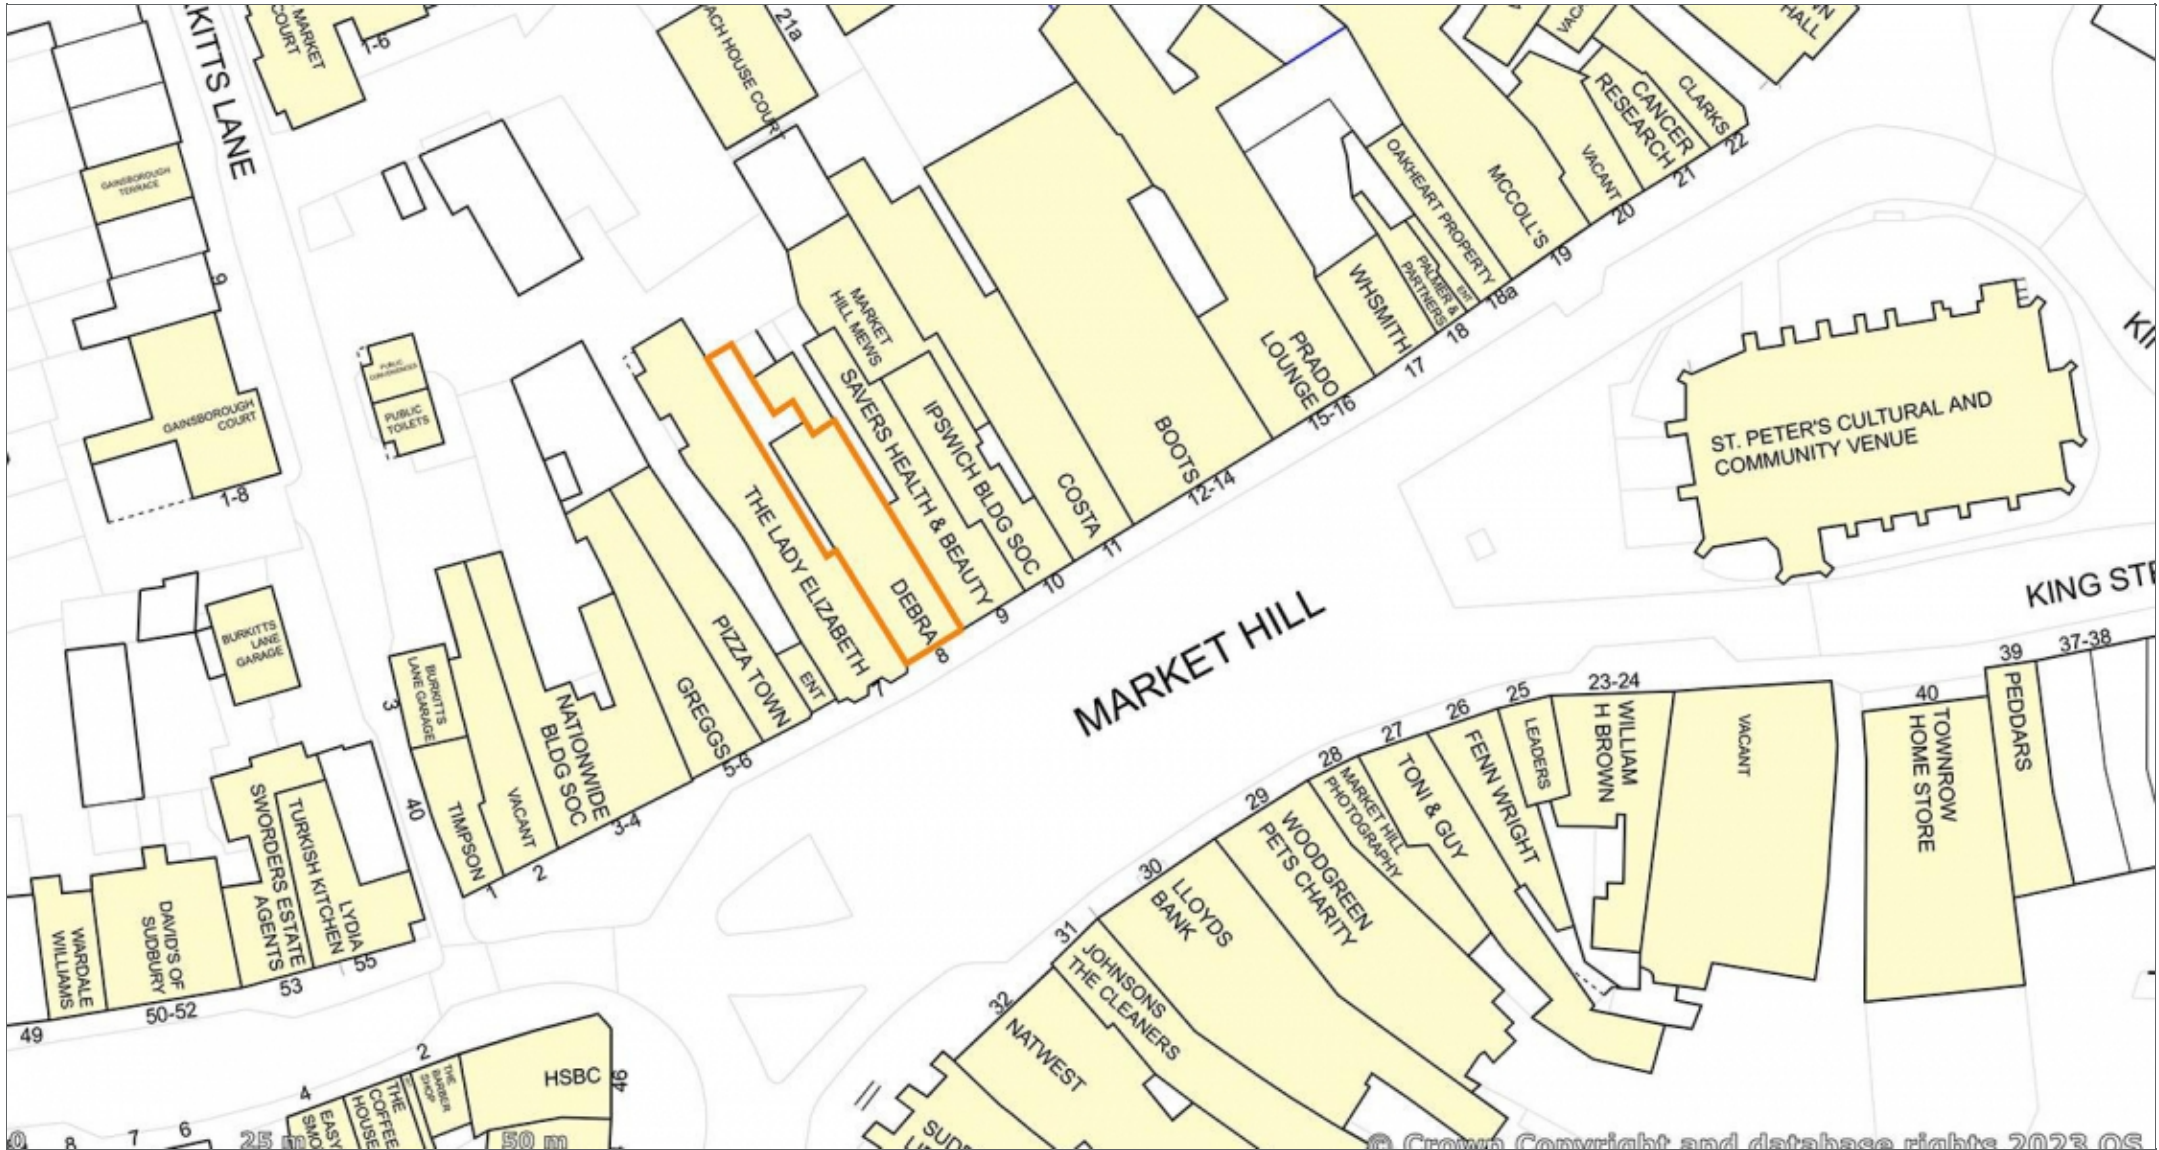 KITTS LANE
MARKET
COURT
1-6
ACH HOUSE COURT
21a
HALL
CLARKS
22
CANCER
RESEARCH
21
VACANT
20
MCCOLL'S
19
OAKHEART PROPERTY
18a
ENT
PALMER &
PARTNERS
18
WHSMITH
17
PRADO
LOUNGE
15-16
BOOTS
12-14
COSTA
11
IPSWICH BLDG SOC
10
MARKET
HILL MEWS
SAVERS HEALTH & BEAUTY
9
DEBRA
8
THE LADY ELIZABETH
7
ENT
PIZZA TOWN
GREGGS
5-6
NATIONWIDE
BLDG SOC
3-4
VACANT
2
TIMPSON
1
40
BURKITTS
LANE GARAGE
3
GAINSBOROUGH
TERRACE
9
GAINSBOROUGH
COURT
1-8
PUBLIC
CONVENIENCES
PUBLIC
TOILETS
BURKITTS
LANE
GARAGE
ST. PETER'S CULTURAL AND
COMMUNITY VENUE
MARKET HILL
KING STE
37-38
39
PEDDARS
40
TOWNROW
HOME STORE
VACANT
23-24
WILLIAM
H BROWN
25
LEADERS
26
FENN WRIGHT
27
TONI & GUY
28
MARKET HILL
PHOTOGRAPHY
29
WOODGREEN
PETS CHARITY
30
LLOYDS
BANK
31
JOHNSONS
THE CLEANERS
32
NATWEST
SUDB
TURKISH KITCHEN
LYDIA
55
SWORDERS ESTATE
AGENTS
53
DAVID'S OF
SUDBURY
50-52
WARDALE
WILLIAMS
49
HSBC
46
2
THE
BARBER
SHOP
4
THE
COFFEE
HOUSE
EASY
SMO
6
7
8
25 m
50 m
© Crown Copyright and database rights 2023 OS